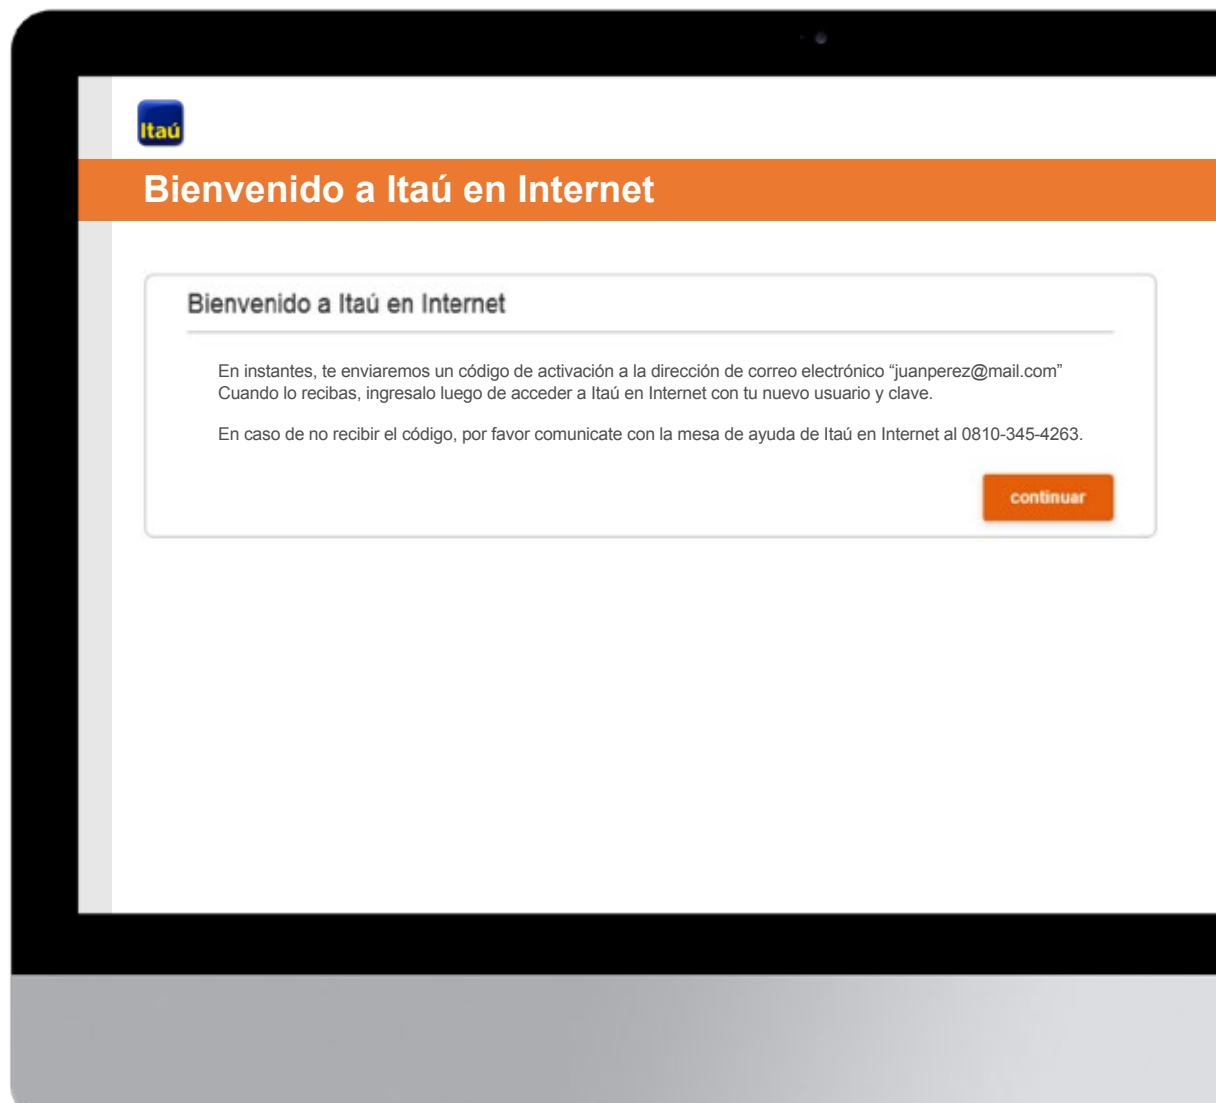 Itaú
Bienvenido a Itaú en Internet
Bienvenido a Itaú en Internet
En instantes, te enviaremos un código de activación a la dirección de correo electrónico “juanperez@mail.com”
Cuando lo recibas, ingresalo luego de acceder a Itaú en Internet con tu nuevo usuario y clave.
En caso de no recibir el código, por favor comunicate con la mesa de ayuda de Itaú en Internet al 0810-345-4263.
continuar